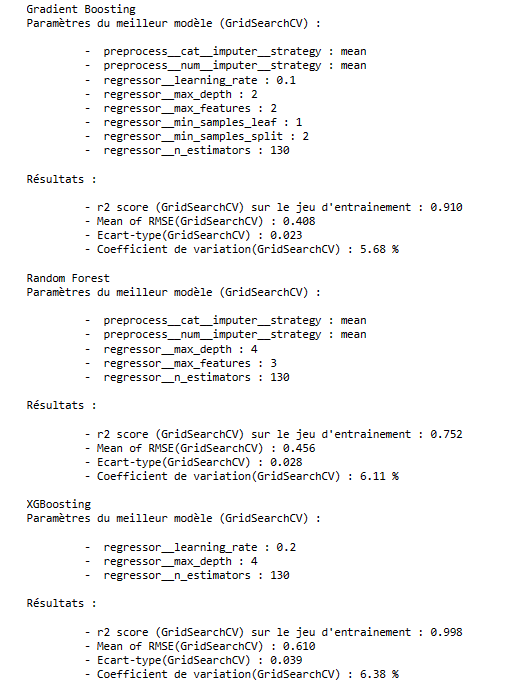 Gradient Boosting
Paramètres du meilleur modèle (GridSearchCV) :
- preprocess__cat__imputer__strategy : mean
- preprocess__num__imputer__strategy : mean
- regressor__learning_rate : 0.1
- regressor__max_depth : 2
- regressor__max_features : 2
- regressor__min_samples_leaf : 1
- regressor__min_samples_split : 2
- regressor__n_estimators : 130
Résultats :
- r2 score (GridSearchCV) sur le jeu d'entrainement : 0.910
- Mean of RMSE(GridSearchCV) : 0.408
- Ecart-type(GridSearchCV) : 0.023
- Coefficient de variation(GridSearchCV) : 5.68 %
Random Forest
Paramètres du meilleur modèle (GridSearchCV) :
- preprocess__cat__imputer__strategy : mean
- preprocess__num__imputer__strategy : mean
- regressor__max_depth : 4
- regressor__max_features : 3
- regressor__n_estimators : 130
Résultats :
- r2 score (GridSearchCV) sur le jeu d'entrainement : 0.752
- Mean of RMSE(GridSearchCV) : 0.456
- Ecart-type(GridSearchCV) : 0.028
- Coefficient de variation(GridSearchCV) : 6.11 %
XGBoosting
Paramètres du meilleur modèle (GridSearchCV) :
- regressor__learning_rate : 0.2
- regressor__max_depth : 4
- regressor__n_estimators : 130
Résultats :
- r2 score (GridSearchCV) sur le jeu d'entrainement : 0.998
- Mean of RMSE(GridSearchCV) : 0.610
- Ecart-type(GridSearchCV) : 0.039
- Coefficient de variation(GridSearchCV) : 6.38 %